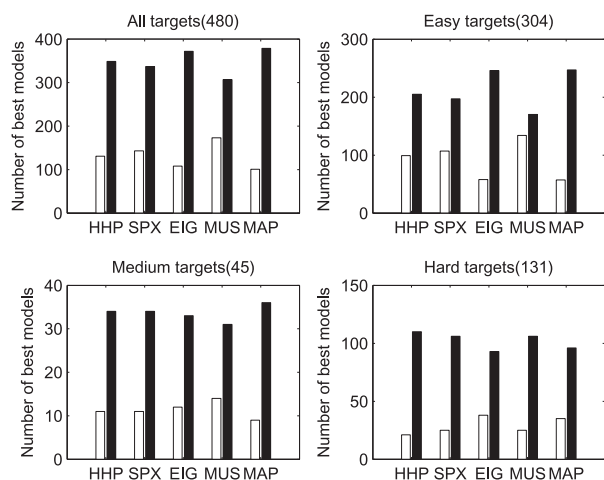 All targets(480)
Number of best models
400
300
200
100
0
HHP SPX EIG MUS MAP
Easy targets(304)
Number of best models
300
200
100
0
HHP SPX EIG MUS MAP
Medium targets(45)
Number of best models
40
30
20
10
0
HHP SPX EIG MUS MAP
Hard targets(131)
Number of best models
150
100
50
0
HHP SPX EIG MUS MAP